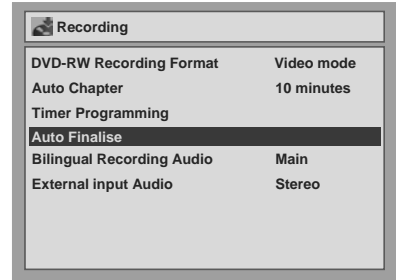 Recording
DVD-RW Recording Format Video mode
Auto Chapter 10 minutes
Timer Programming
Auto Finalise
Bilingual Recording Audio Main
External input Audio Stereo